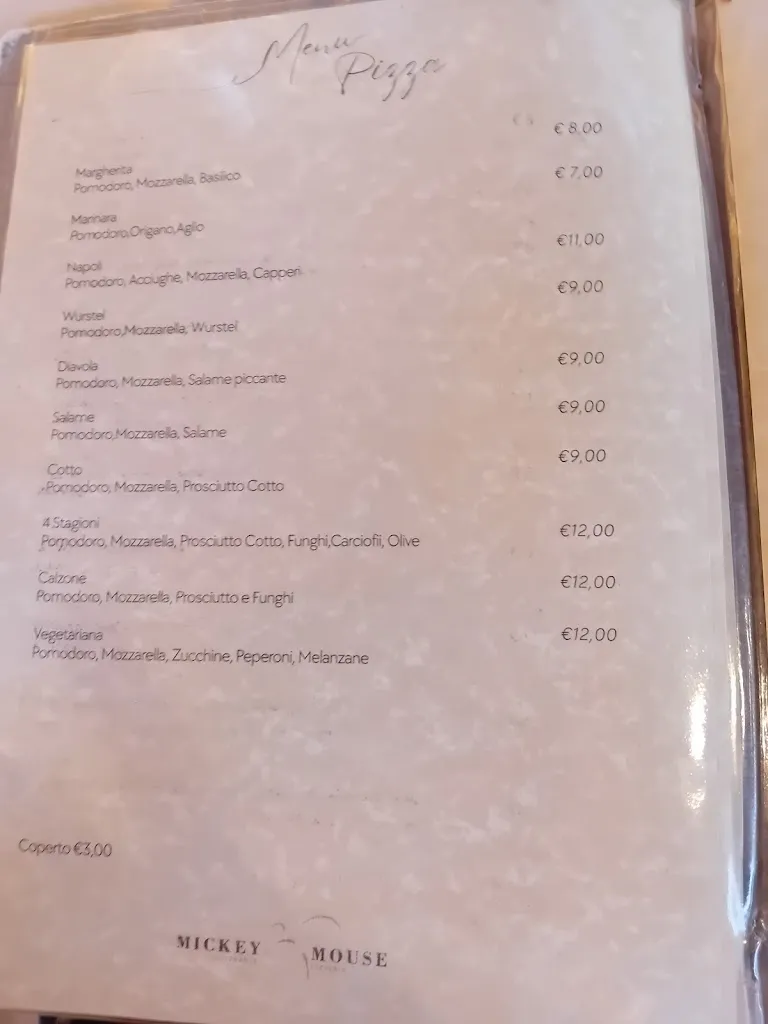 Menu
Pizza
€ 8,00
Margherita
Pomodoro, Mozzarella, Basilico
€ 7,00
Marinara
Pomodoro,Origano,Aglio
€11,00
Napoli
Pomodoro, Acciughe, Mozzarella, Capperi
€9,00
Wurstel
Pomodoro,Mozzarella, Wurstel
€9,00
Diavola
Pomodoro, Mozzarella, Salame piccante
€9,00
Salame
Pomodoro,Mozzarella, Salame
€9,00
Cotto
Pomodoro, Mozzarella, Prosciutto Cotto
4 Stagioni
Pomodoro, Mozzarella, Prosciutto Cotto, Funghi,Carciofii, Olive
€12,00
Calzone
Pomodoro, Mozzarella, Prosciutto e Funghi
€12,00
Vegetariana
Pomodoro, Mozzarella, Zucchine, Peperoni, Melanzane
€12,00
Coperto €3,00
MICKEY MOUSE